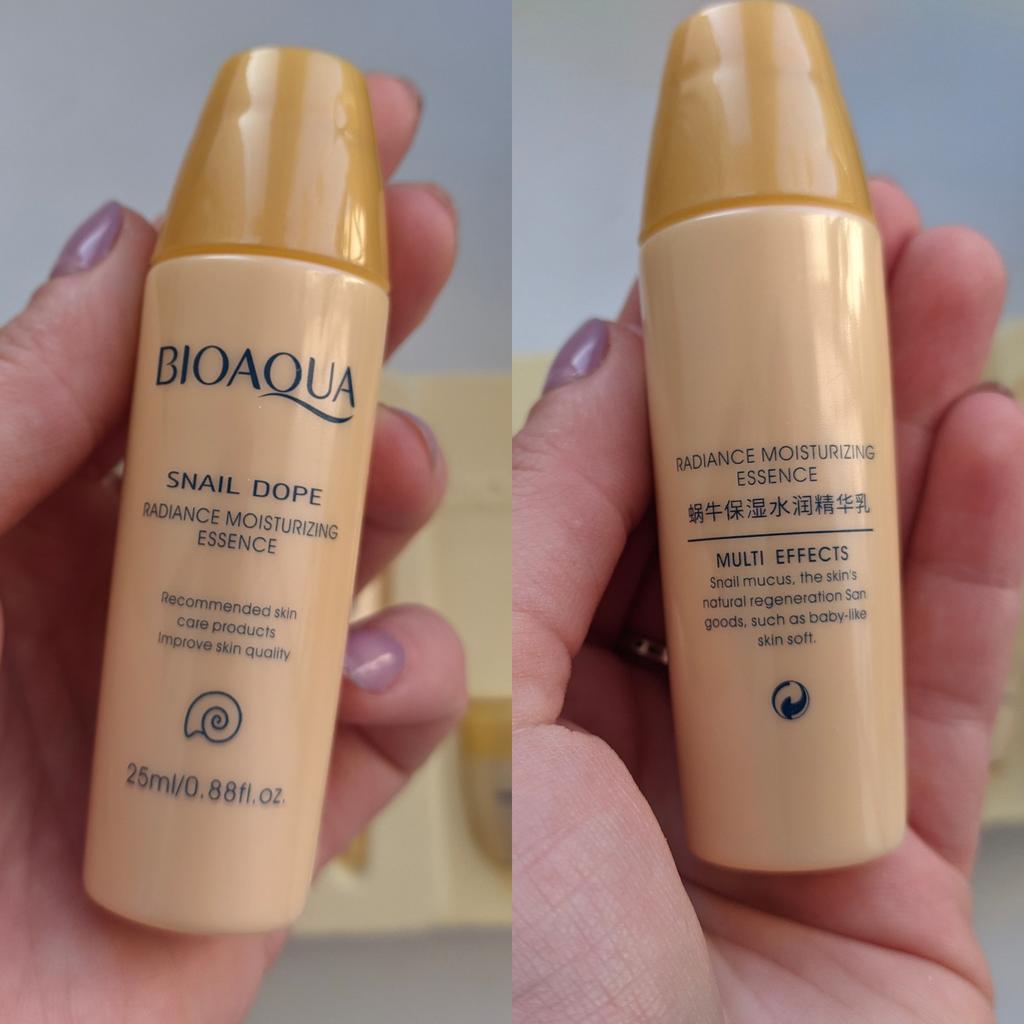 BIOAQUA
SNAIL DOPE
RADIANCE MOISTURIZING
ESSENCE
Recommended skin
care products
Improve skin quality
25ml/0.88fl.oz.
RADIANCE MOISTURIZING
ESSENCE
蜗牛保湿水润精华乳
MULTI EFFECTS
Snail mucus, the skin's
natural regeneration San
goods, such as baby-like
skin soft.